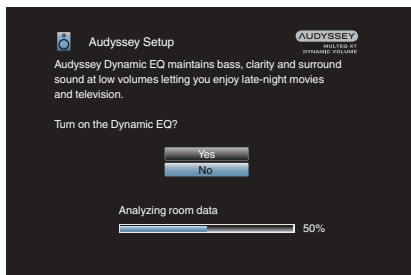 Audyssey Setup
AUDYSSEY
MULTEQ XT
DYNAMIC VOLUME
Audyssey Dynamic EQ maintains bass, clarity and surround
sound at low volumes letting you enjoy late-night movies
and television.
Turn on the Dynamic EQ?
Yes
No
Analyzing room data
50%